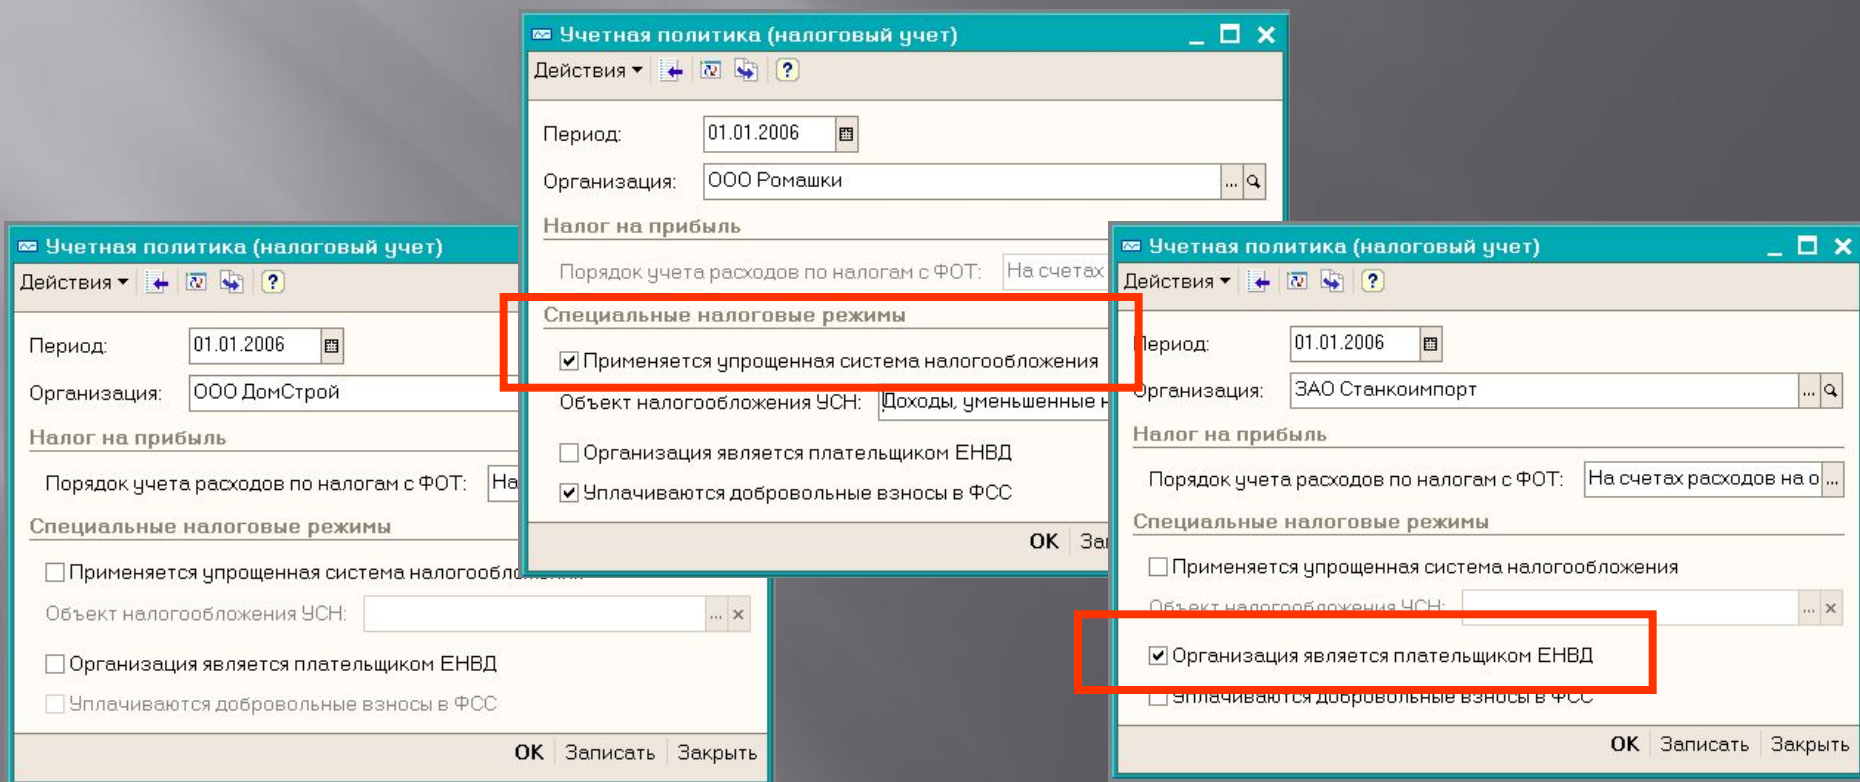 Учетная политика (налоговый учет)
Действия
Период: 01.01.2006
Организация: ООО ДомСтрой
Налог на прибыль
Порядок учета расходов по налогам с ФОТ: На
Специальные налоговые режимы
Применяется упрощенная система
Объект налогообложения УСН:
Организация является плательщиком ЕНВД
Уплачиваются добровольные взносы в ФСС
OK Записать Закрыть
Учетная политика (налоговый учет)
Действия
Период: 01.01.2006
Организация: ООО Ромашки
Налог на прибыль
Порядок учета расходов по налогам с ФОТ: На счетах
Специальные налоговые режимы
Применяется упрощенная система налогообложения
Объект налогообложения УСН: Доходы, уменьшенные н
Организация является плательщиком ЕНВД
Уплачиваются добровольные взносы в ФСС
OK Зап
Учетная политика (налоговый учет)
Действия
Период: 01.01.2006
Организация: ЗАО Станкоимпорт
Налог на прибыль
Порядок учета расходов по налогам с ФОТ: На счетах расходов на о ...
Специальные налоговые режимы
Применяется упрощенная система налогообложения
Объект налогообложения УСН:
Организация является плательщиком ЕНВД
Уплачиваются добровольные взносы в ФСС
OK Записать Закрыть